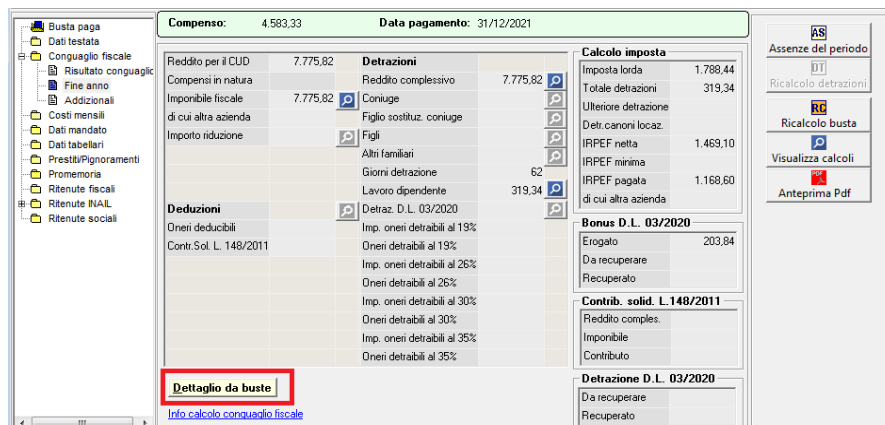 Busta paga
Dati testata
Conguaglio fiscale
Risultato conguaglic
Fine anno
Addizionali
Costi mensili
Dati mandato
Dati tabellari
Prestiti/Pignoramenti
Promemoria
Ritenute fiscali
Ritenute INAIL
Ritenute sociali
Compenso: 4.583,33 Data pagamento: 31/12/2021
Reddito per il CUD 7.775,82
Compensi in natura
Imponibile fiscale 7.775,82
di cui altra azienda
Importo riduzione
Deduzioni
Oneri deducibili
Contr.Sol. L. 148/2011
Detrazioni
Reddito complessivo 7.775,82
Coniuge
Figlio sostituz. coniuge
Figli
Altri familiari
Giorni detrazione 62
Lavoro dipendente 319,34
Detraz. D.L. 03/2020
Imp. oneri detraibili al 19%
Oneri detraibili al 19%
Imp. oneri detraibili al 26%
Oneri detraibili al 26%
Imp. oneri detraibili al 30%
Oneri detraibili al 30%
Imp. oneri detraibili al 35%
Oneri detraibili al 35%
Dettaglio da buste
Info calcolo conguaglio fiscale
Calcolo imposta
Imposta lorda 1.788,44
Totale detrazioni 319,34
Ulteriore detrazione
Detr.canoni locaz.
IRPEF netta 1.469,10
IRPEF minima
IRPEF pagata 1.168,60
di cui altra azienda
Bonus D.L. 03/2020
Erogato 203,84
Da recuperare
Recuperato
Contrib. solid. L.148/2011
Reddito comples.
Imponibile
Contributo
Detrazione D.L. 03/2020
Da recuperare
Recuperato
AS
Assenze del periodo
DT
Ricalcolo detrazioni
RC
Ricalcolo busta
Visualizza calcoli
PDF
Anteprima Pdf